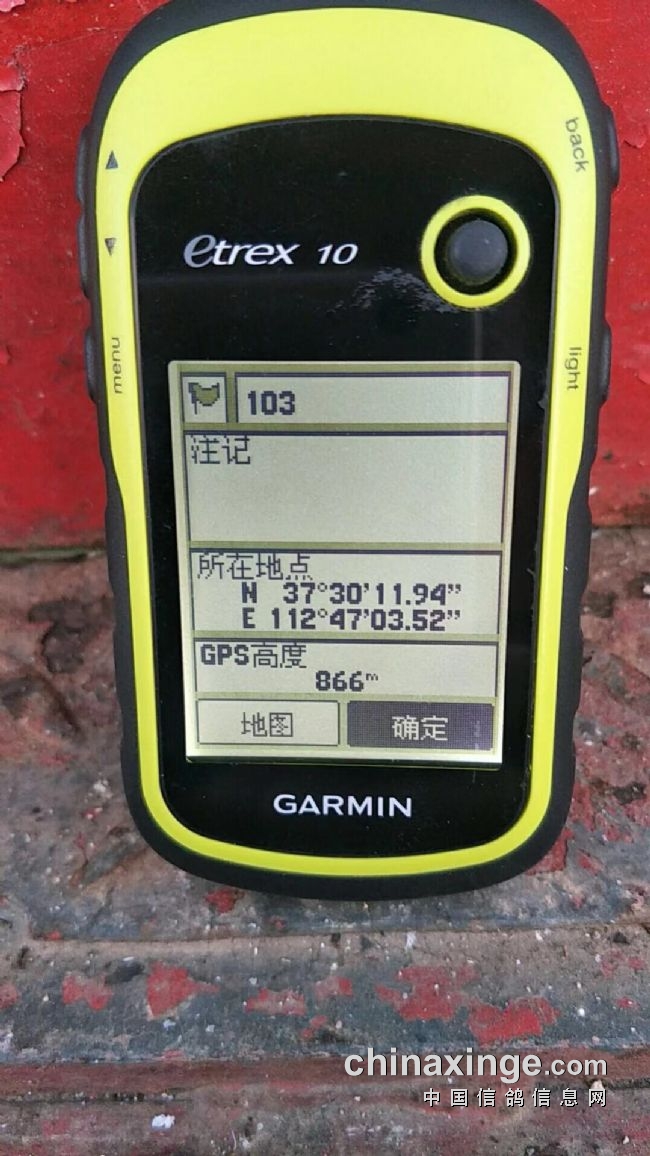 back
etrex 10
menu
light
103
注记
所在地点
N 37°30'11.94"
E 112°47'03.52"
GPS高度
866m
地图 确定
GARMIN
chinaxinge.com
中国信鸽信息网